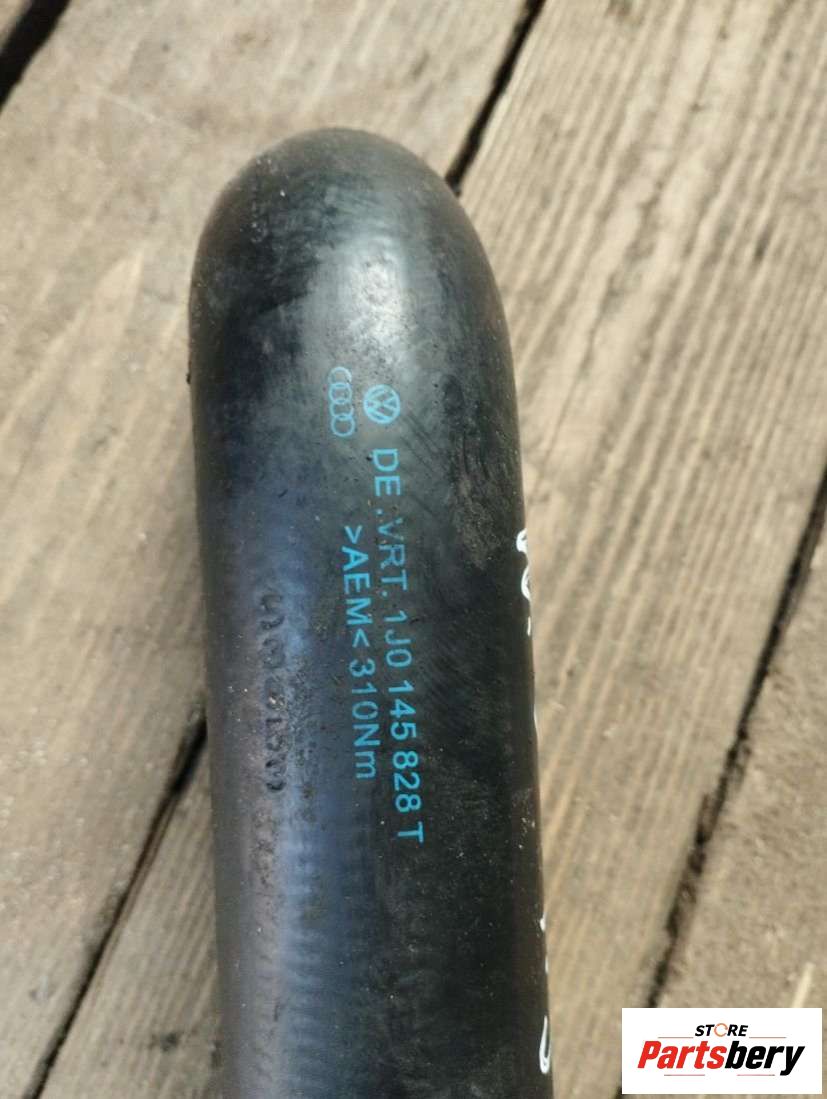 DE.VRT. 1J0 145 828 T
>AEM< 310Nm
STORE
Partsbery